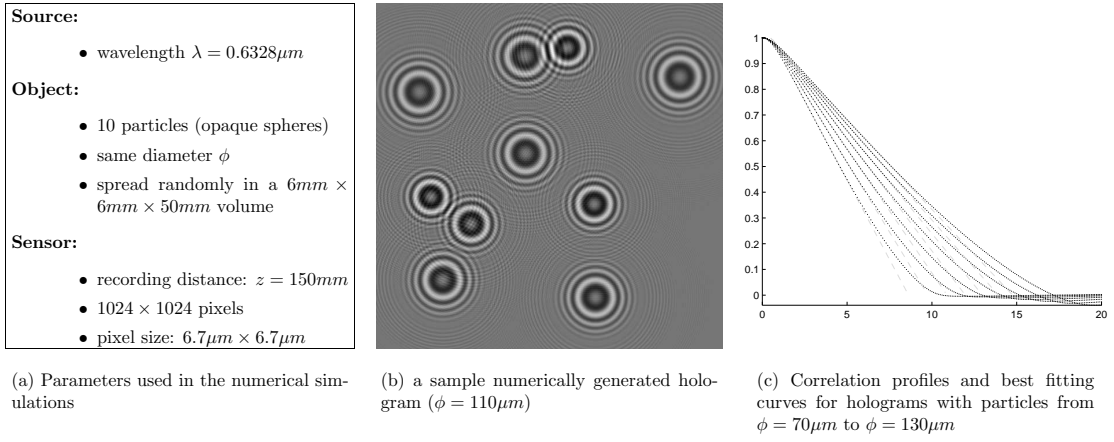 Source:
• wavelength λ = 0.6328μm
Object:
• 10 particles (opaque spheres)
• same diameter ϕ
• spread randomly in a 6mm ×
6mm × 50mm volume
Sensor:
• recording distance: z = 150mm
• 1024 × 1024 pixels
• pixel size: 6.7μm × 6.7μm
(a) Parameters used in the numerical sim-
ulations
(b) a sample numerically generated holo-
gram (ϕ = 110μm)
1
0.9
0.8
0.7
0.6
0.5
0.4
0.3
0.2
0.1
0
0 5 10 15 20
(c) Correlation profiles and best fitting
curves for holograms with particles from
ϕ = 70μm to ϕ = 130μm